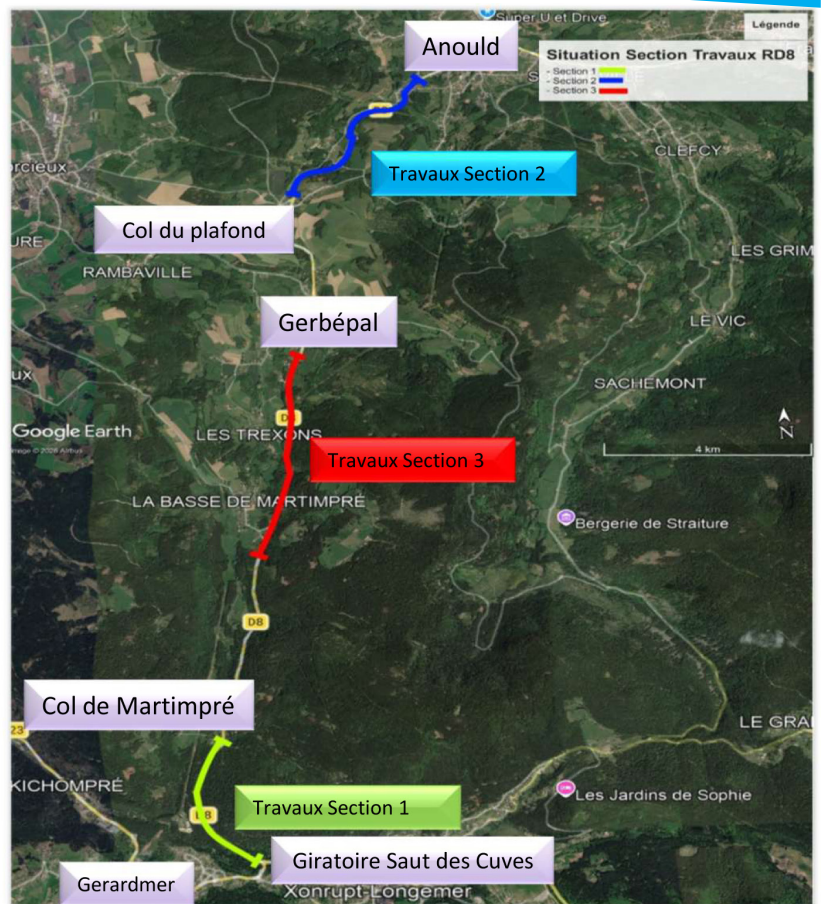 Super U et Drive
Légende
Anould
Situation Section Travaux RD8
- Section 1
- Section 2
- Section 3
CLEFCY
Travaux Section 2
Col du plafond
LES GRIM
RAMBAVILLE
Gerbépal
LE VIC
SACHEMONT
Google Earth
LES TREXONS
N
4 km
Travaux Section 3
LA BASSE DE MARTIMPRÉ
Bergerie de Straiture
D8
Col de Martimpré
23
LE GRA
KICHOMPRÉ
Les Jardins de Sophie
Travaux Section 1
Giratoire Saut des Cuves
Gerardmer
Xonrupt-Longemer